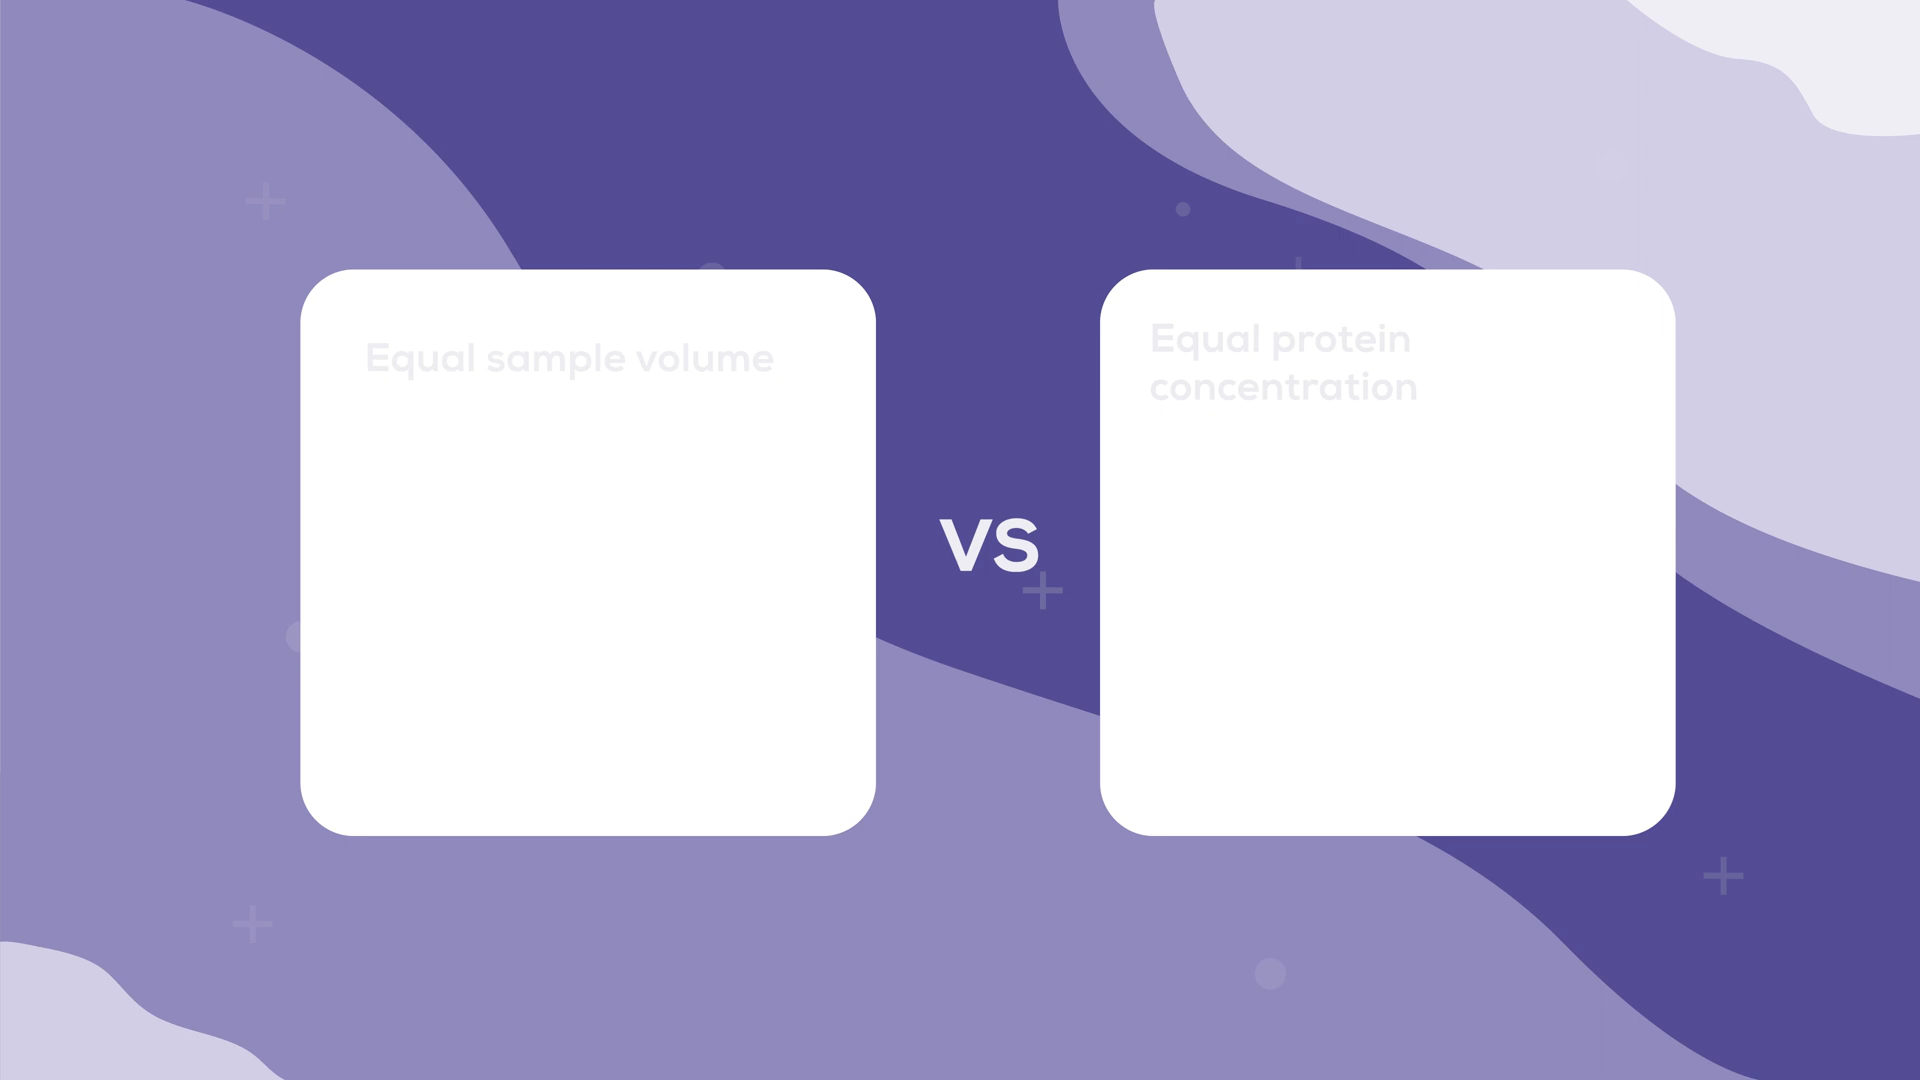 Equal sample volume
VS
Equal protein
concentration